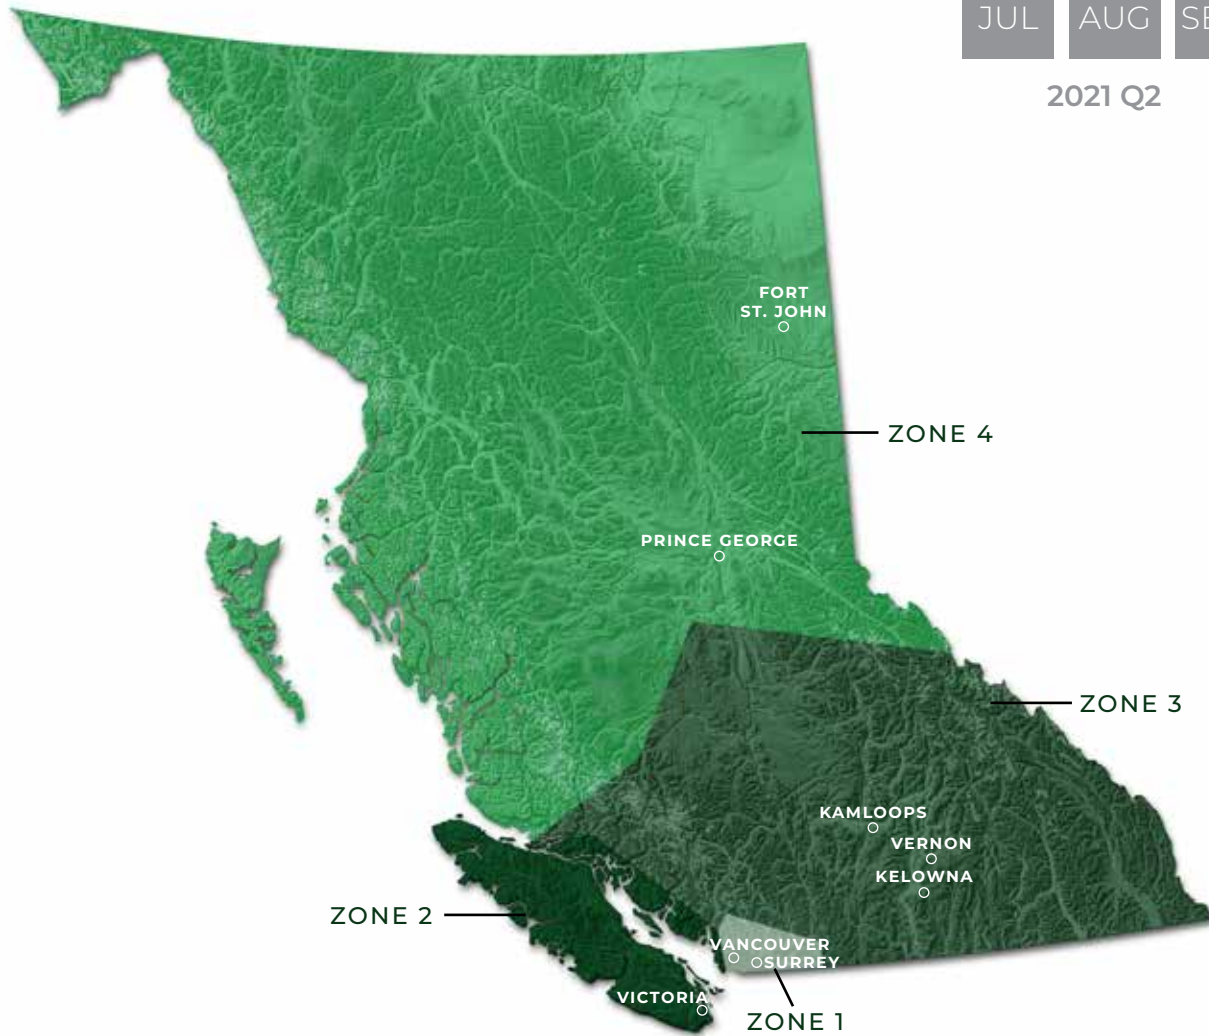 JUL AUG
2021 Q2
FORT
ST. JOHN
ZONE 4
PRINCE GEORGE
ZONE 3
KAMLOOPS
VERNON
KELOWNA
ZONE 2
VANCOUVER
SURREY
VICTORIA
ZONE 1